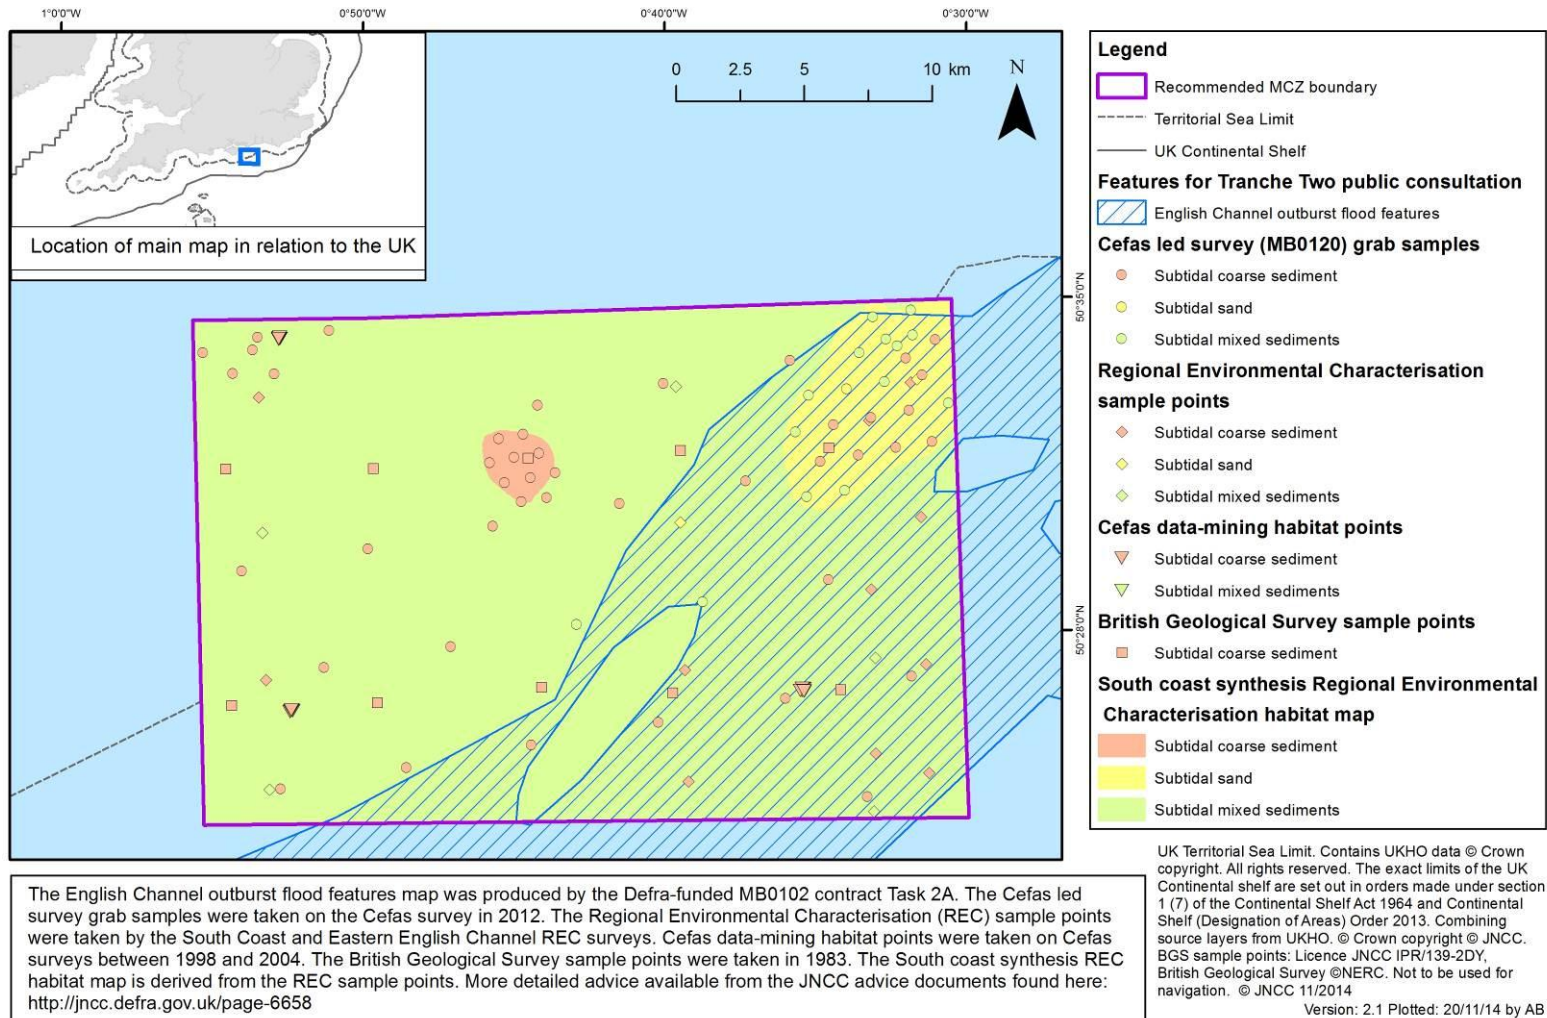 1°0'0"W
0°50'0"W
0°40'0"W
0°30'0"W
0 2.5 5 10 km
N
Location of main map in relation to the UK
50°35'0"N
50°28'0"N
Legend
Recommended MCZ boundary
Territorial Sea Limit
UK Continental Shelf
Features for Tranche Two public consultation
English Channel outburst flood features
Cefas led survey (MB0120) grab samples
Subtidal coarse sediment
Subtidal sand
Subtidal mixed sediments
Regional Environmental Characterisation
sample points
Subtidal coarse sediment
Subtidal sand
Subtidal mixed sediments
Cefas data-mining habitat points
Subtidal coarse sediment
Subtidal mixed sediments
British Geological Survey sample points
Subtidal coarse sediment
South coast synthesis Regional Environmental
Characterisation habitat map
Subtidal coarse sediment
Subtidal sand
Subtidal mixed sediments
The English Channel outburst flood features map was produced by the Defra-funded MB0102 contract Task 2A. The Cefas led
survey grab samples were taken on the Cefas survey in 2012. The Regional Environmental Characterisation (REC) sample points
were taken by the South Coast and Eastern English Channel REC surveys. Cefas data-mining habitat points were taken on Cefas
surveys between 1998 and 2004. The British Geological Survey sample points were taken in 1983. The South coast synthesis REC
habitat map is derived from the REC sample points. More detailed advice available from the JNCC advice documents found here:
http://jncc.defra.gov.uk/page-6658
UK Territorial Sea Limit. Contains UKHO data © Crown
copyright. All rights reserved. The exact limits of the UK
Continental shelf are set out in orders made under section
1 (7) of the Continental Shelf Act 1964 and Continental
Shelf (Designation of Areas) Order 2013. Combining
source layers from UKHO. © Crown copyright © JNCC.
BGS sample points: Licence JNCC IPR/139-2DY,
British Geological Survey ©NERC. Not to be used for
navigation. © JNCC 11/2014
Version: 2.1 Plotted: 20/11/14 by AB